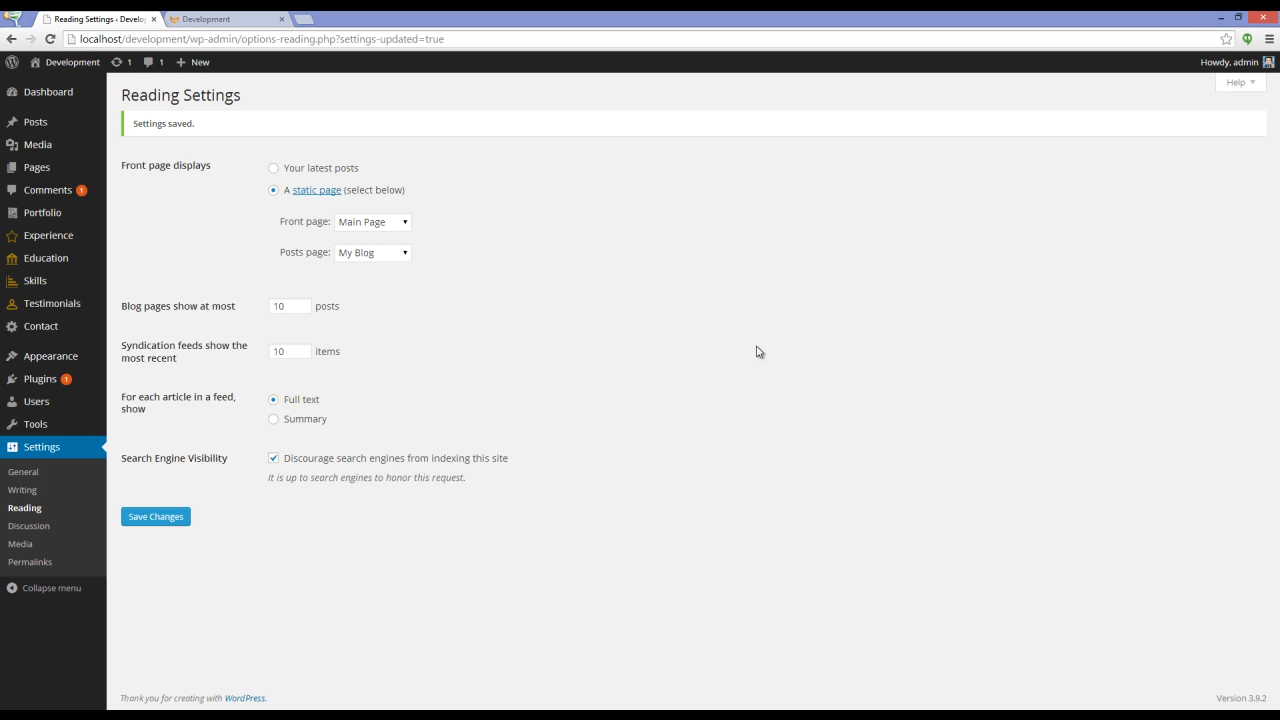 Reading Settings ‹ Develo
Development
localhost/development/wp-admin/options-reading.php?settings-updated=true
Development 1 1 New
Howdy, admin
Help
Dashboard
Posts
Media
Pages
Comments 1
Portfolio
Experience
Education
Skills
Testimonials
Contact
Appearance
Plugins 1
Users
Tools
Settings
General
Writing
Reading
Discussion
Media
Permalinks
Collapse menu
Reading Settings
Settings saved.
Front page displays
Your latest posts
A static page (select below)
Front page: Main Page
Posts page: My Blog
Blog pages show at most 10 posts
Syndication feeds show the
most recent
10 items
For each article in a feed,
show
Full text
Summary
Search Engine Visibility
Discourage search engines from indexing this site
It is up to search engines to honor this request.
Save Changes
Thank you for creating with WordPress.
Version 3.9.2